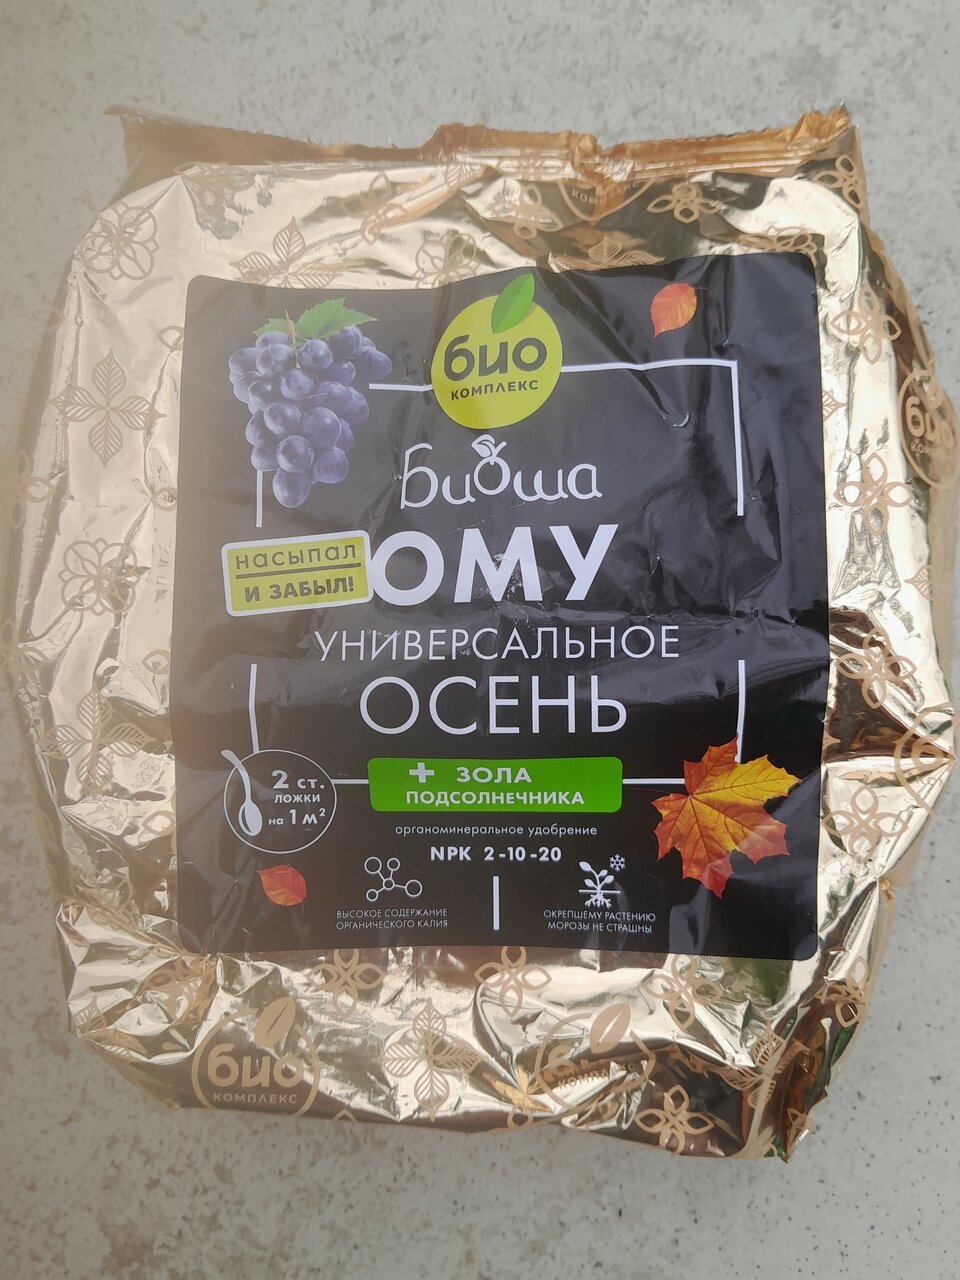 био
КОМПЛЕКС
Биоша
насыпал
и забыл!
ОМУ
УНИВЕРСАЛЬНОЕ
ОСЕНЬ
2 ст.
ложки
на 1 м²
+ ЗОЛА
ПОДСОЛНЕЧНИКА
органоминеральное удобрение
NPK 2-10-20
ВЫСОКОЕ СОДЕРЖАНИЕ
ОРГАНИЧЕСКОГО КАЛИЯ
ОКРЕПШЕМУ РАСТЕНИЮ
МОРОЗЫ НЕ СТРАШНЫ
био
КОМПЛЕКС
КОМПЛЕКС